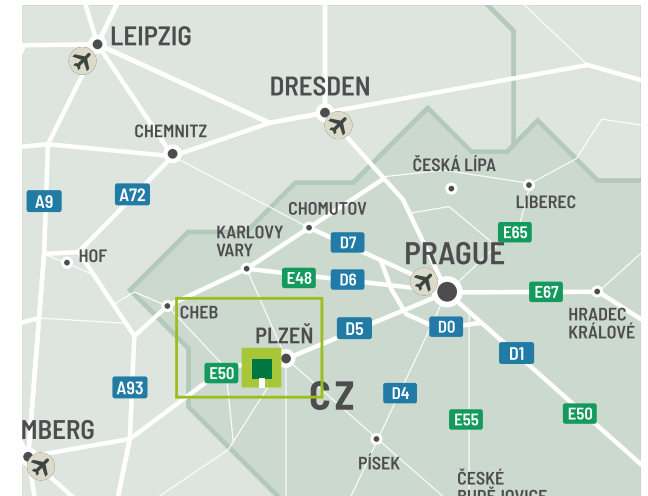 LEIPZIG
DRESDEN
CHEMNITZ
ČESKÁ LÍPA
A72
A9
LIBEREC
CHOMUTOV
KARLOVY
VARY
E65
D7
PRAGUE
HOF
E48
D6
E67
CHEB
HRADEC
KRÁLOVÉ
PLZEŇ
D5
D0
D1
E50
A93
CZ
D4
E55
E50
MBERG
PÍSEK
ČESKÉ
BUDĚJOVICE